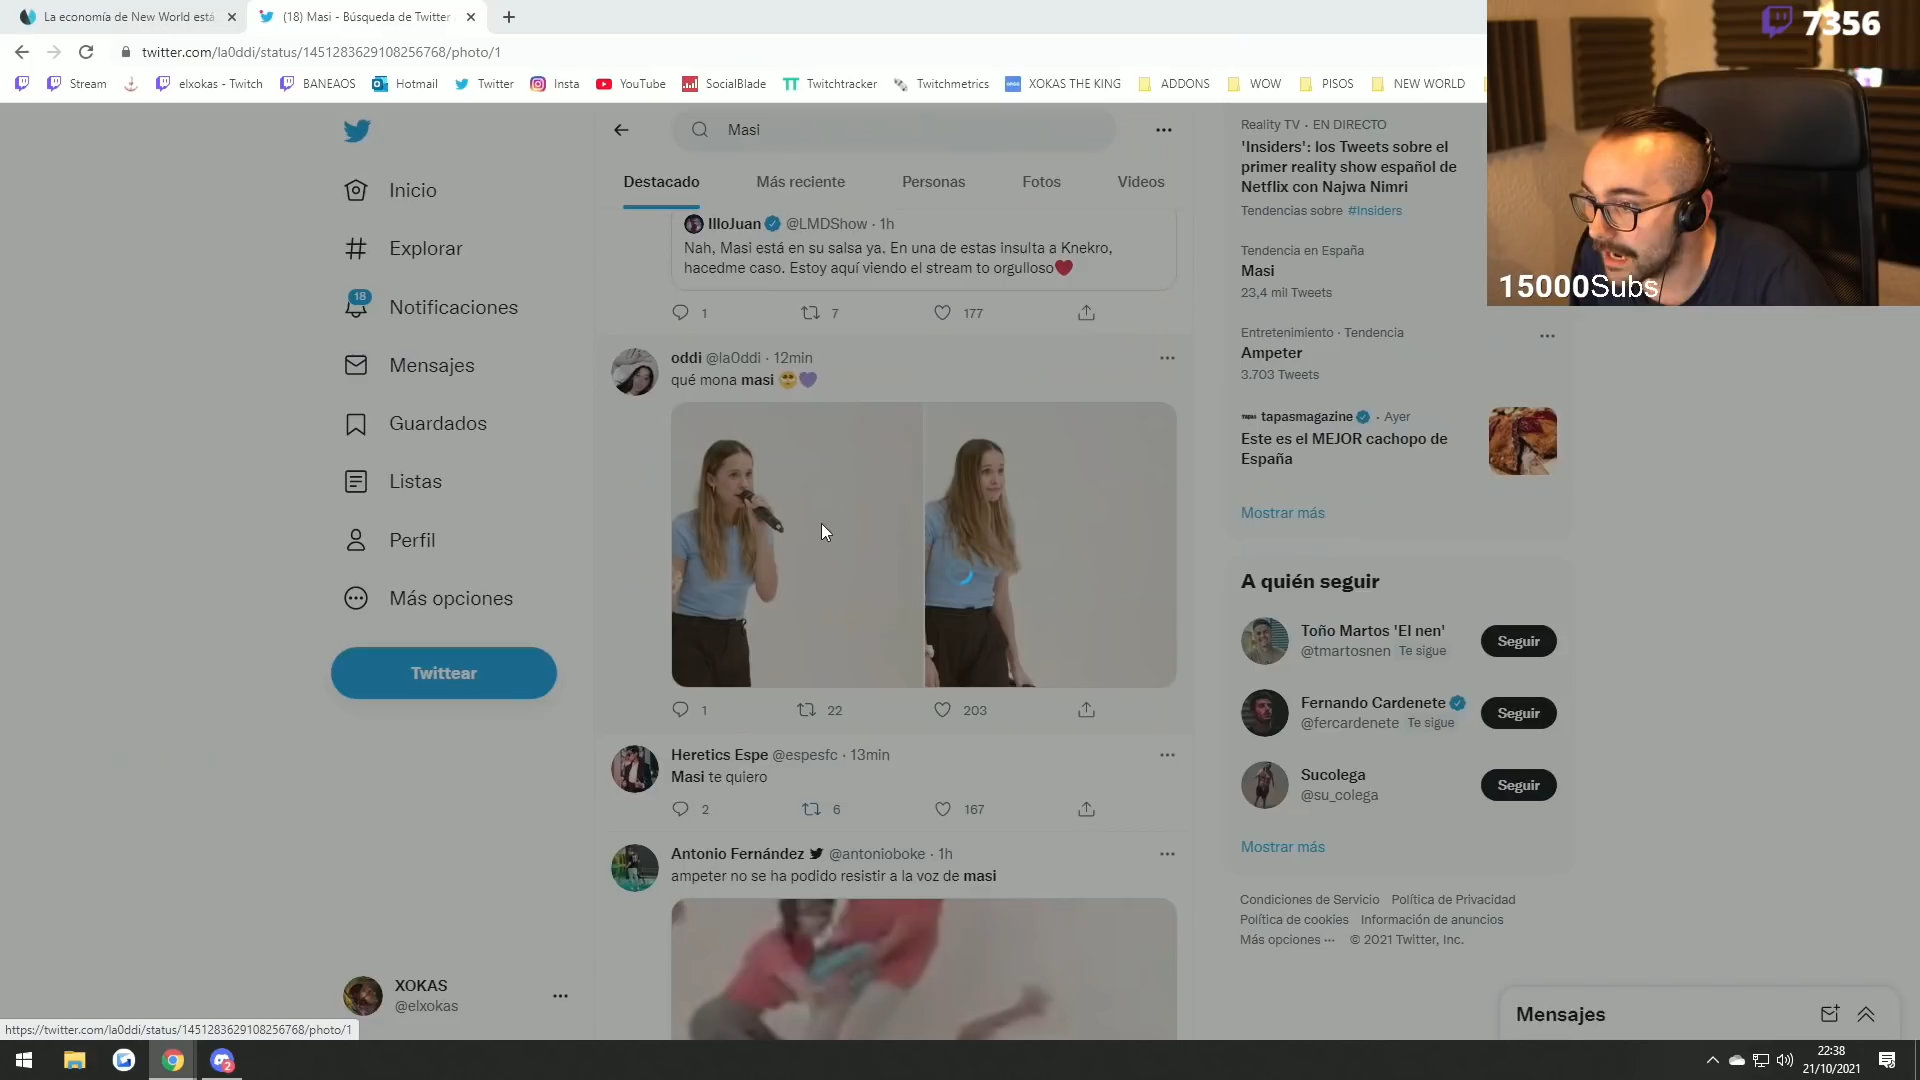 La economía de New World está
(18) Masi - Búsqueda de Twitter
twitter.com/la0ddi/status/1451283629108256768/photo/1
Stream
elxokas - Twitch
BANEAOS
Hotmail
Twitter
Insta
YouTube
SocialBlade
Twitchtracker
Twitchmetrics
XOKAS THE KING
ADDONS
WOW
PISOS
NEW WORLD
7356
15000Subs
Inicio
Explorar
18
Notificaciones
Mensajes
Guardados
Listas
Perfil
Más opciones
Twittear
XOKAS
@elxokas
Masi
Destacado
Más reciente
Personas
Fotos
Videos
IlloJuan @LMDShow · 1h
Nah, Masi está en su salsa ya. En una de estas insulta a Knekro,
hacedme caso. Estoy aquí viendo el stream to orgulloso❤️
1 7 177
oddi @la0ddi · 12min
qué mona masi 🥺💜
1 22 203
Heretics Espe @espesfc · 13min
Masi te quiero
2 6 167
Antonio Fernández @antonioboke · 1h
ampeter no se ha podido resistir a la voz de masi
Reality TV · EN DIRECTO
'Insiders': los Tweets sobre el
primer reality show español de
Netflix con Najwa Nimri
Tendencias sobre #Insiders
Tendencia en España
Masi
23,4 mil Tweets
Entretenimiento · Tendencia
Ampeter
3.703 Tweets
tapasmagazine · Ayer
Este es el MEJOR cachopo de
España
Mostrar más
A quién seguir
Toño Martos 'El nen'
@tmartosnen Te sigue
Seguir
Fernando Cardenete
@fercardenete Te sigue
Seguir
Sucolega
@su_colega
Seguir
Mostrar más
Condiciones de Servicio Política de Privacidad
Política de cookies Información de anuncios
Más opciones ··· © 2021 Twitter, Inc.
Mensajes
https://twitter.com/la0ddi/status/1451283629108256768/photo/1
2
22:38
21/10/2021